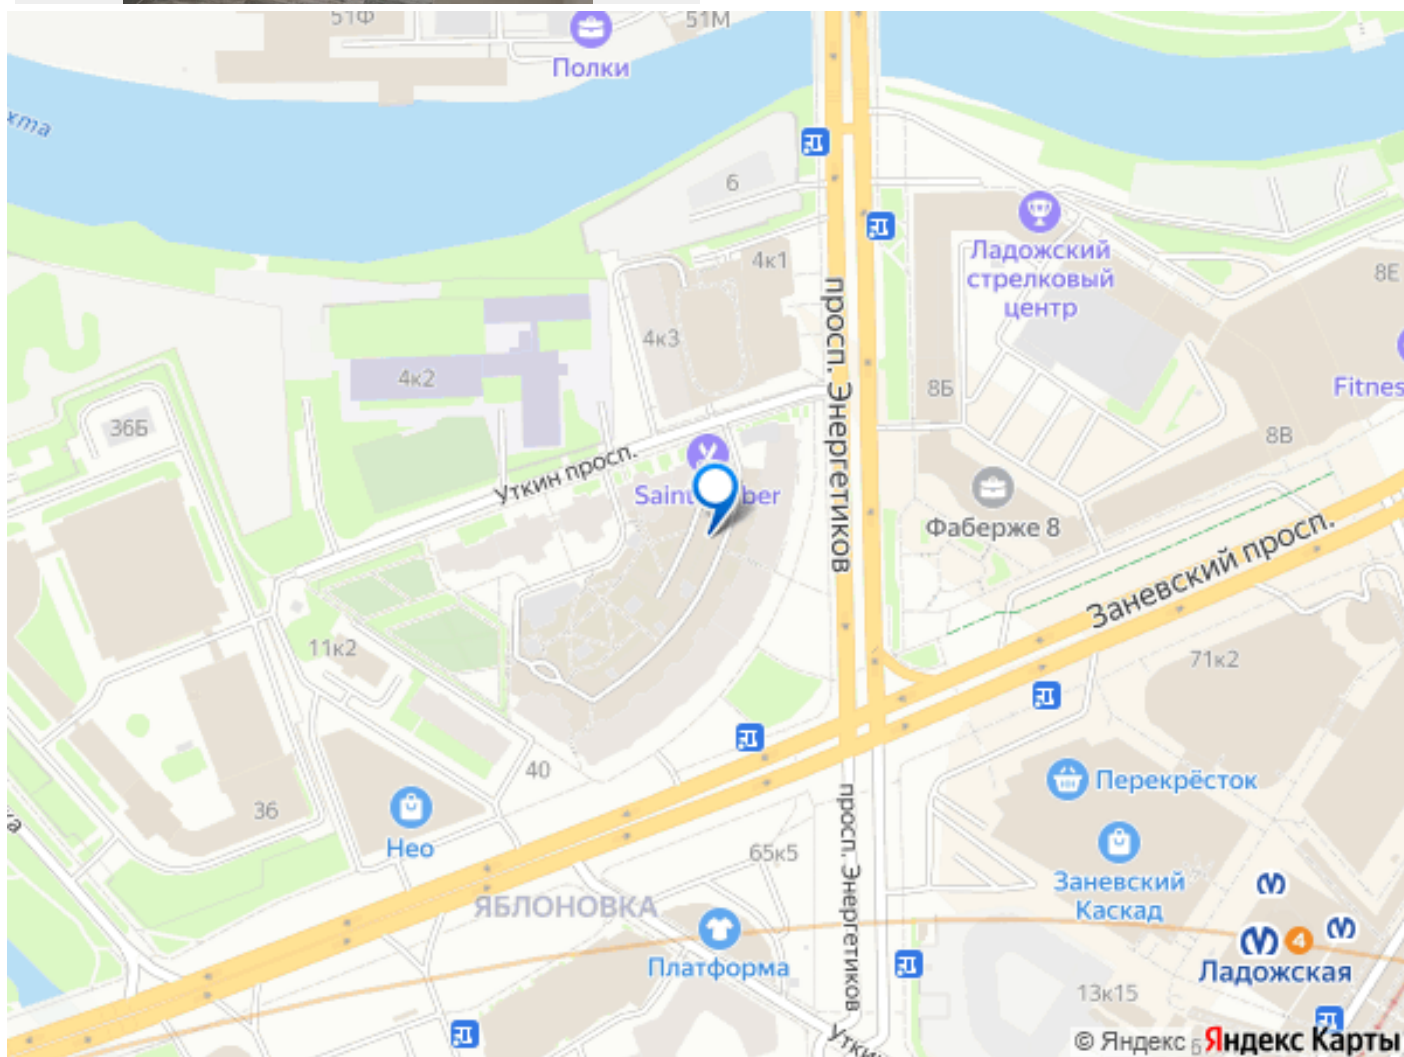 51Ф
51М
Полки
хта
6
4к1
Ладожский
стрелковый
центр
8Е
4к3
просп. Энергетиков
4к2
8Б
Fitnes
36Б
8В
Уткин просп.
Фаберже 8
Заневский просп.
11к2
71к2
40
Перекрёсток
36
Нео
просп. Энергетиков
65к5
Заневский
Каскад
ЯБЛОНОВКА
4
Платформа
Ладожская
13к15
© Яндекс
Яндекс Карты